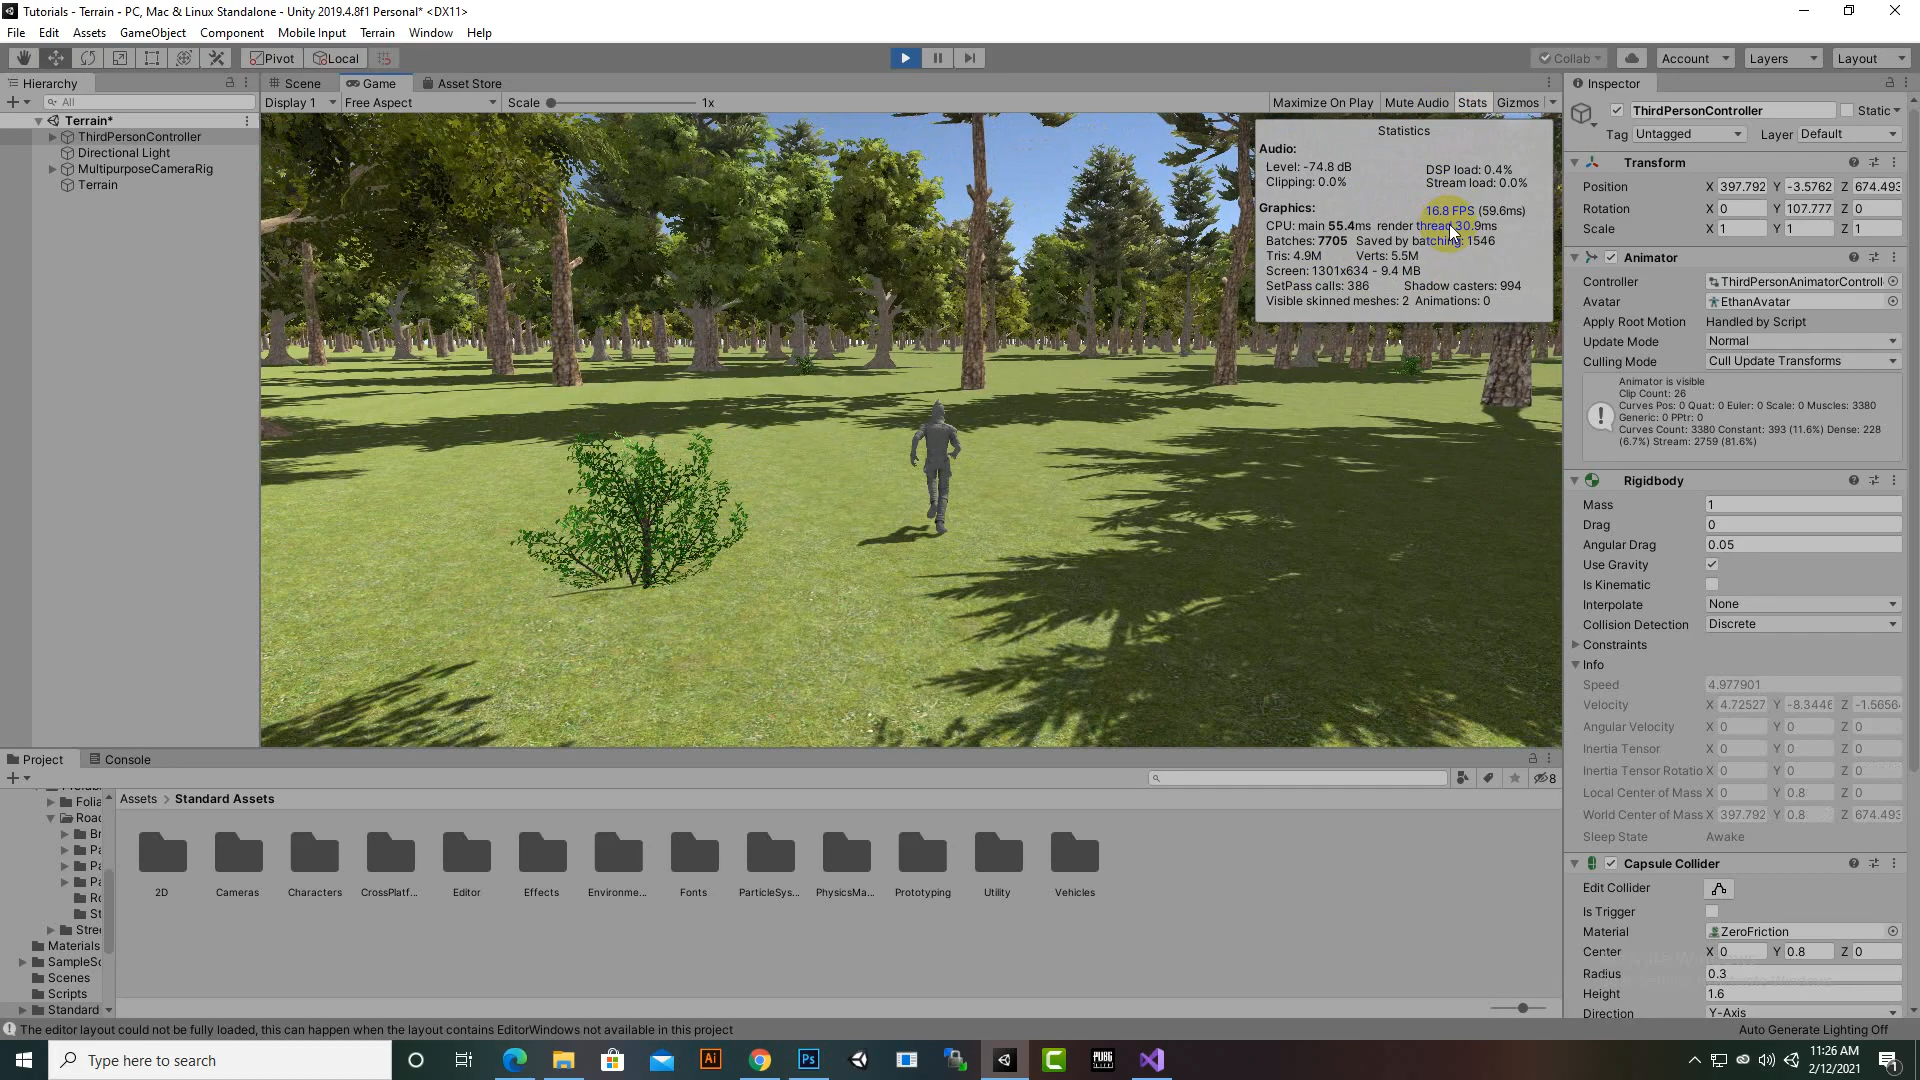 Tutorials - Terrain - PC, Mac & Linux Standalone - Unity 2019.4.8f1 Personal* <DX11>
File Edit Assets GameObject Component Mobile Input Terrain Window Help
Pivot Local Collab Account Layers Layout
Hierarchy
All
Terrain*
ThirdPersonController
Directional Light
MultipurposeCameraRig
Terrain
Scene Game Asset Store
Display 1 Free Aspect Scale 1x Maximize On Play Mute Audio Stats Gizmos
Statistics
Audio:
Level: -74.8 dB DSP load: 0.4%
Clipping: 0.0% Stream load: 0.0%
Graphics: 16.8 FPS (59.6ms)
CPU: main 55.4ms render thread 30.9ms
Batches: 7705 Saved by batching: 1546
Tris: 4.9M Verts: 5.5M
Screen: 1301x634 - 9.4 MB
SetPass calls: 386 Shadow casters: 994
Visible skinned meshes: 2 Animations: 0
Inspector
ThirdPersonController Static
Tag Untagged Layer Default
Transform
Position X 397.792 Y -3.5762 Z 674.493
Rotation X 0 Y 107.777 Z 0
Scale X 1 Y 1 Z 1
Animator
Controller ThirdPersonAnimatorControll
Avatar EthanAvatar
Apply Root Motion Handled by Script
Update Mode Normal
Culling Mode Cull Update Transforms
Animator is visible
Clip Count: 26
Curves Pos: 0 Quat: 0 Euler: 0 Scale: 0 Muscles: 3380
Generic: 0 PPtr: 0
Curves Count: 3380 Constant: 393 (11.6%) Dense: 228
(6.7%) Stream: 2759 (81.6%)
Rigidbody
Mass 1
Drag 0
Angular Drag 0.05
Use Gravity
Is Kinematic
Interpolate None
Collision Detection Discrete
Constraints
Info
Speed 4.977901
Velocity X 4.72527 Y -8.3446 Z -1.5656
Angular Velocity X 0 Y 0 Z 0
Inertia Tensor X 0 Y 0 Z 0
Inertia Tensor Rotatio X 0 Y 0 Z 0
Local Center of Mass X 0 Y 0.8 Z 0
World Center of Mass X 397.792 Y 0.8 Z 674.493
Sleep State Awake
Capsule Collider
Edit Collider
Is Trigger
Material ZeroFriction
Center X 0 Y 0.8 Z 0
Radius 0.3
Height 1.6
Direction Y-Axis
Project Console
8
Folia
Road
Br
Pa
Pa
Pa
Ro
St
Stree
Materials
SampleSc
Scenes
Scripts
Standard
Assets > Standard Assets
2D Cameras Characters CrossPlatf... Editor Effects Environme... Fonts ParticleSys... PhysicsMa... Prototyping Utility Vehicles
The editor layout could not be fully loaded, this can happen when the layout contains EditorWindows not available in this project
Auto Generate Lighting Off
Type here to search
Ai
Ps
PUBG
11:26 AM
2/12/2021
1